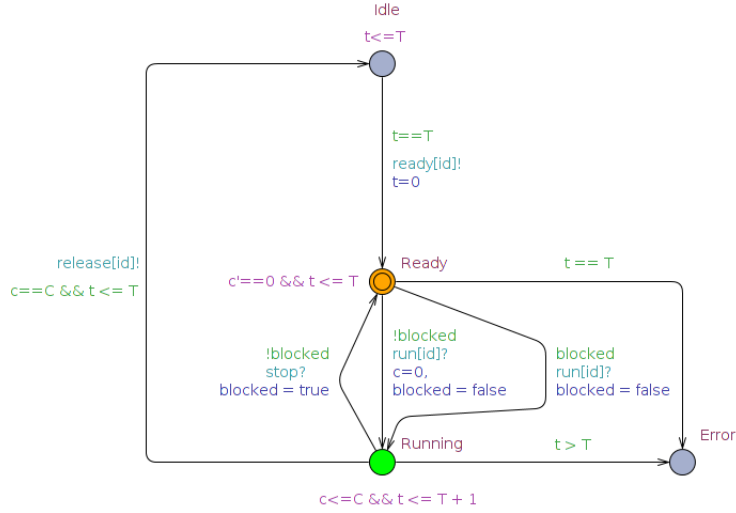 Idle
t<=T
t==T
ready[id]!
t=0
release[id]!
c==C && t <= T
Ready
c'==0 && t <= T
t == T
!blocked
stop?
blocked = true
!blocked
run[id]?
c=0,
blocked = false
blocked
run[id]?
blocked = false
Running
t > T
Error
c<=C && t <= T + 1